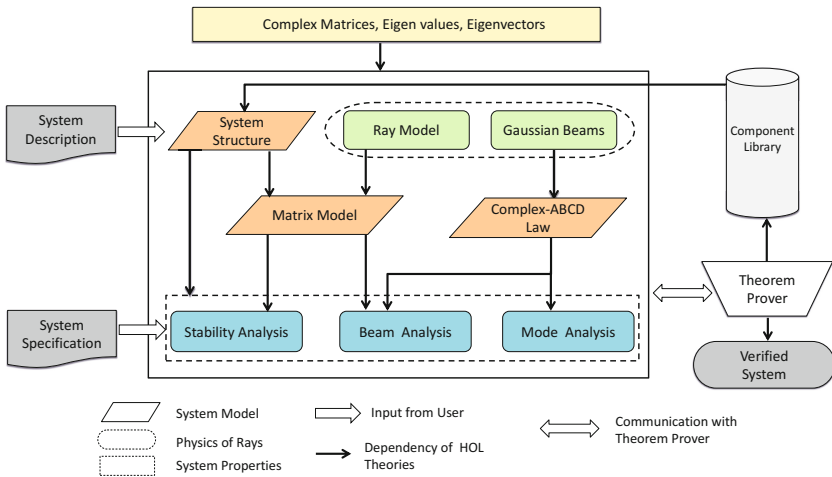 Complex Matrices, Eigen values, Eigenvectors
System
Description
System
Structure
Ray Model
Gaussian Beams
Component
Library
Matrix Model
Complex-ABCD
Law
Theorem
Prover
System
Specification
Stability Analysis
Beam Analysis
Mode Analysis
Verified
System
System Model
Input from User
Communication with
Theorem Prover
Physics of Rays
Dependency of HOL
Theories
System Properties